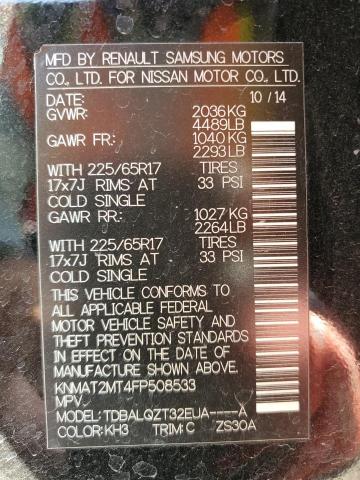 MFD BY RENAULT SAMSUNG MOTORS
CO., LTD. FOR NISSAN MOTOR CO., LTD.
DATE: 10 / 14
GVWR: 2036KG
4489LB
GAWR FR: 1040KG
2293LB
WITH 225/65R17 TIRES
17x7J RIMS AT 33 PSI
COLD SINGLE
GAWR RR: 1027 KG
2264LB
WITH 225/65R17 TIRES
17x7J RIMS AT 33 PSI
COLD SINGLE
THIS VEHICLE CONFORMS TO
ALL APPLICABLE FEDERAL
MOTOR VEHICLE SAFETY AND
THEFT PREVENTION STANDARDS
IN EFFECT ON THE DATE OF
MANUFACTURE SHOWN ABOVE.
KNMAT2MT4FP508533
MPV
MODEL: TDBALQZT32EUA----A
COLOR: KH3 TRIM: C ZS30A